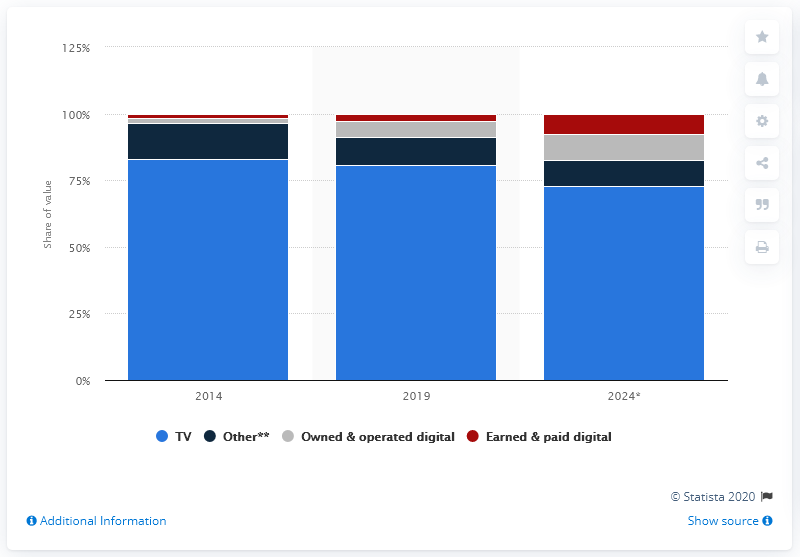 125%
100%
75%
50%
25%
0%
Share of value
2014 2019 2024*
TV Other** Owned & operated digital Earned & paid digital
© Statista 2020
Additional Information Show source